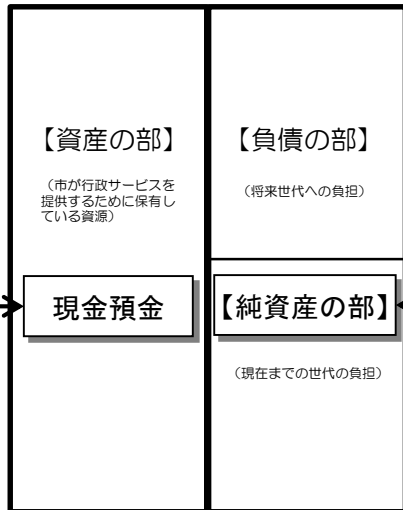 【資産の部】
（市が行政サービスを
提供するために保有し
ている資源）
現金預金
【負債の部】
（将来世代への負担）
【純資産の部】
（現在までの世代の負担）